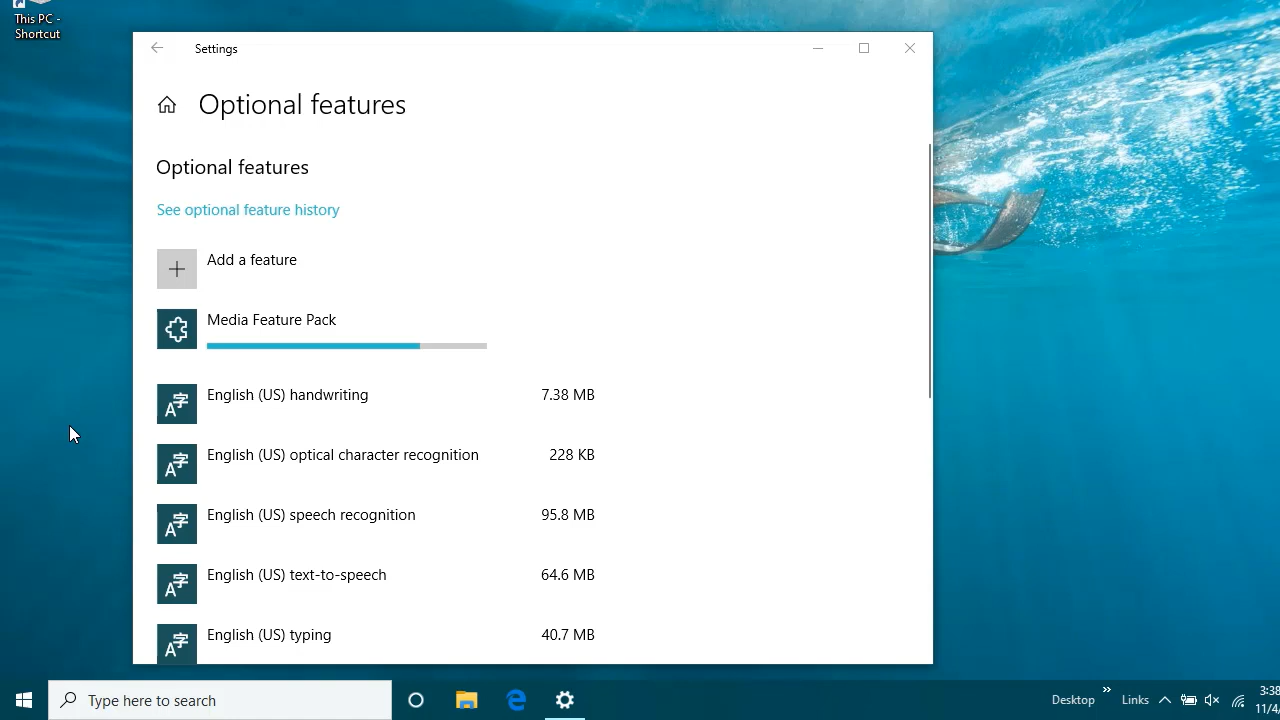 This PC -
Shortcut
Settings
Optional features
Optional features
See optional feature history
Add a feature
Media Feature Pack
English (US) handwriting 7.38 MB
English (US) optical character recognition 228 KB
English (US) speech recognition 95.8 MB
English (US) text-to-speech 64.6 MB
English (US) typing 40.7 MB
Type here to search
Desktop
Links
3:38
11/4/